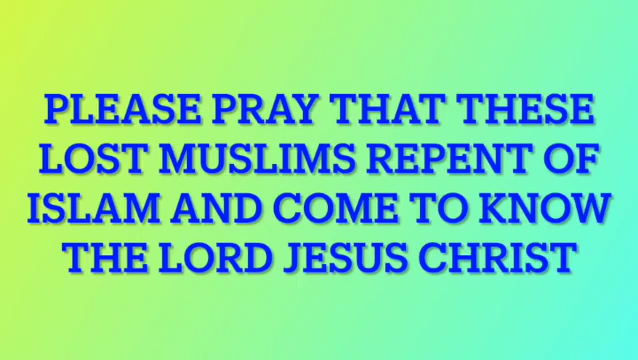 PLEASE PRAY THAT THESE
LOST MUSLIMS REPENT OF
ISLAM AND COME TO KNOW
THE LORD JESUS CHRIST